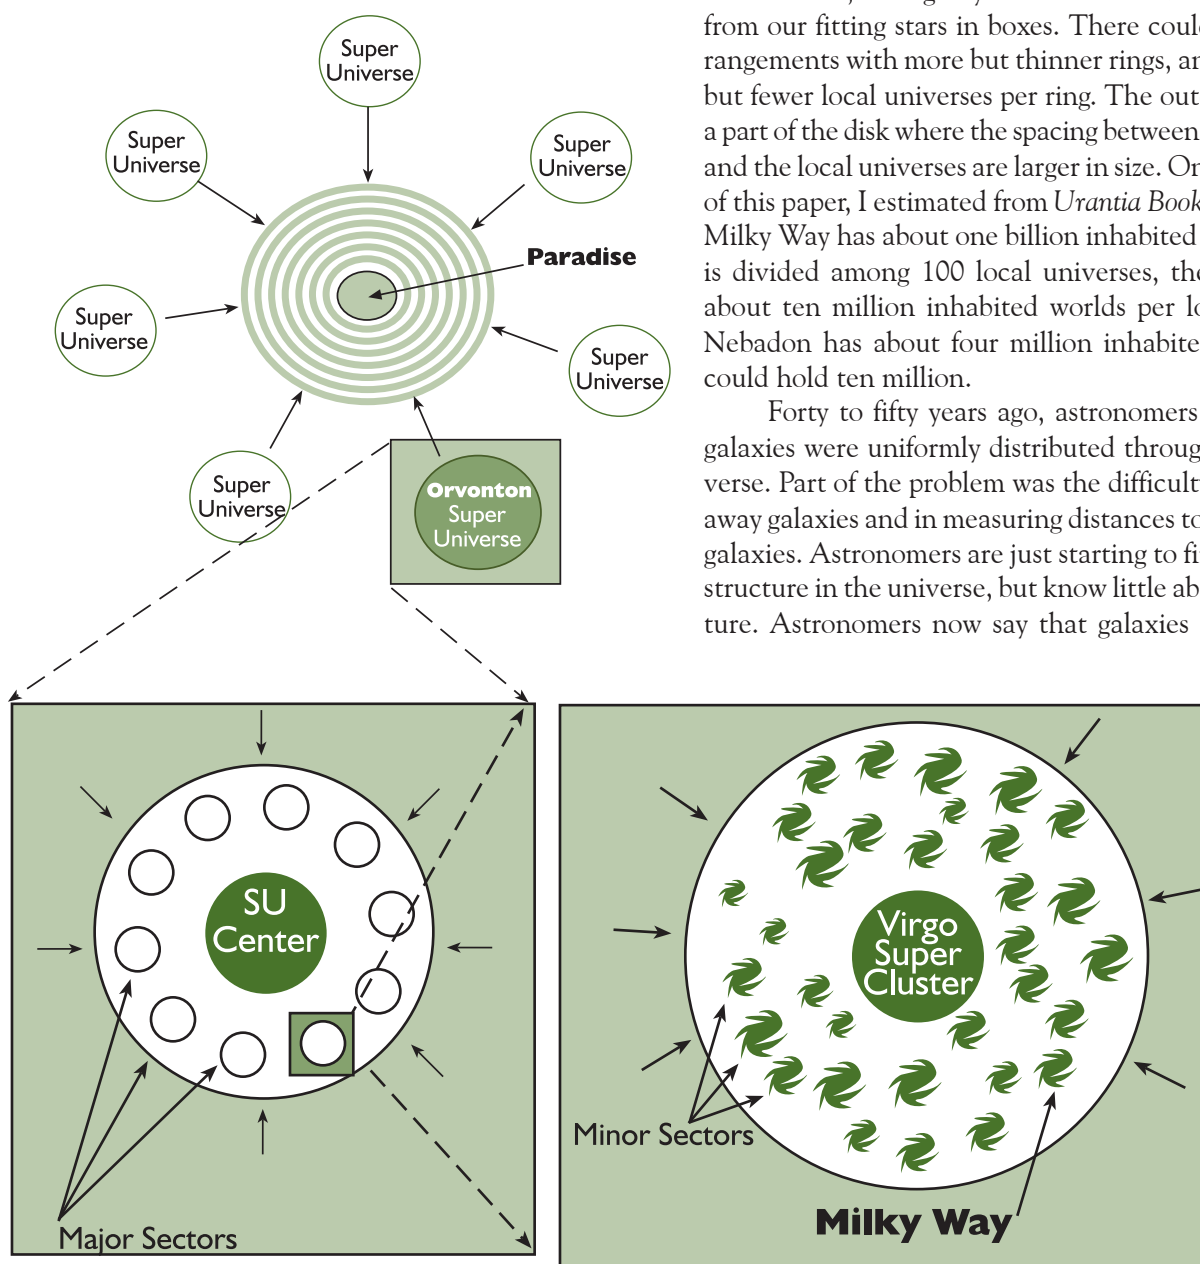 Super
Universe
Super
Universe
Super
Universe
Paradise
Super
Universe
Super
Universe
Super
Universe
Orvonton
Super
Universe
from our fitting stars in boxes. There coul
rangements with more but thinner rings, a
but fewer local universes per ring. The out
a part of the disk where the spacing between
and the local universes are larger in size. On
of this paper, I estimated from Urantia Book
Milky Way has about one billion inhabited
is divided among 100 local universes, the
about ten million inhabited worlds per lo
Nebadon has about four million inhabite
could hold ten million.
Forty to fifty years ago, astronomers
galaxies were uniformly distributed throug
verse. Part of the problem was the difficulty
away galaxies and in measuring distances to
galaxies. Astronomers are just starting to fi
structure in the universe, but know little ab
ture. Astronomers now say that galaxies
SU
Center
Major Sectors
Virgo
Super
Cluster
Minor Sectors
Milky Way